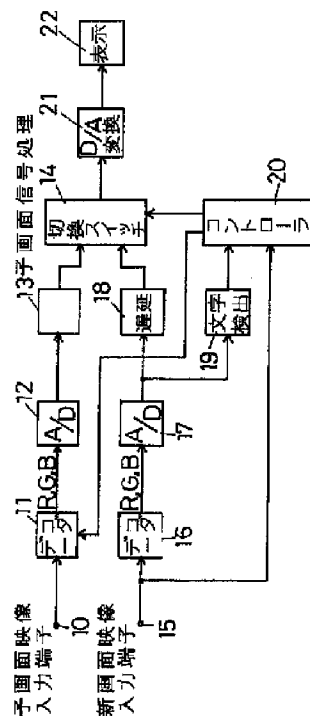 子画面映像
入力端子
10
11
デコーダ
R,G,B
12
A/D
13
子画面信号処理
14
切換スイッチ
21
D/A
変換
22
表示
新画面映像
入力端子
15
デコーダ
16
R,G,B
A/D
17
18
遅延
19
文字
検出
コントローラ
20